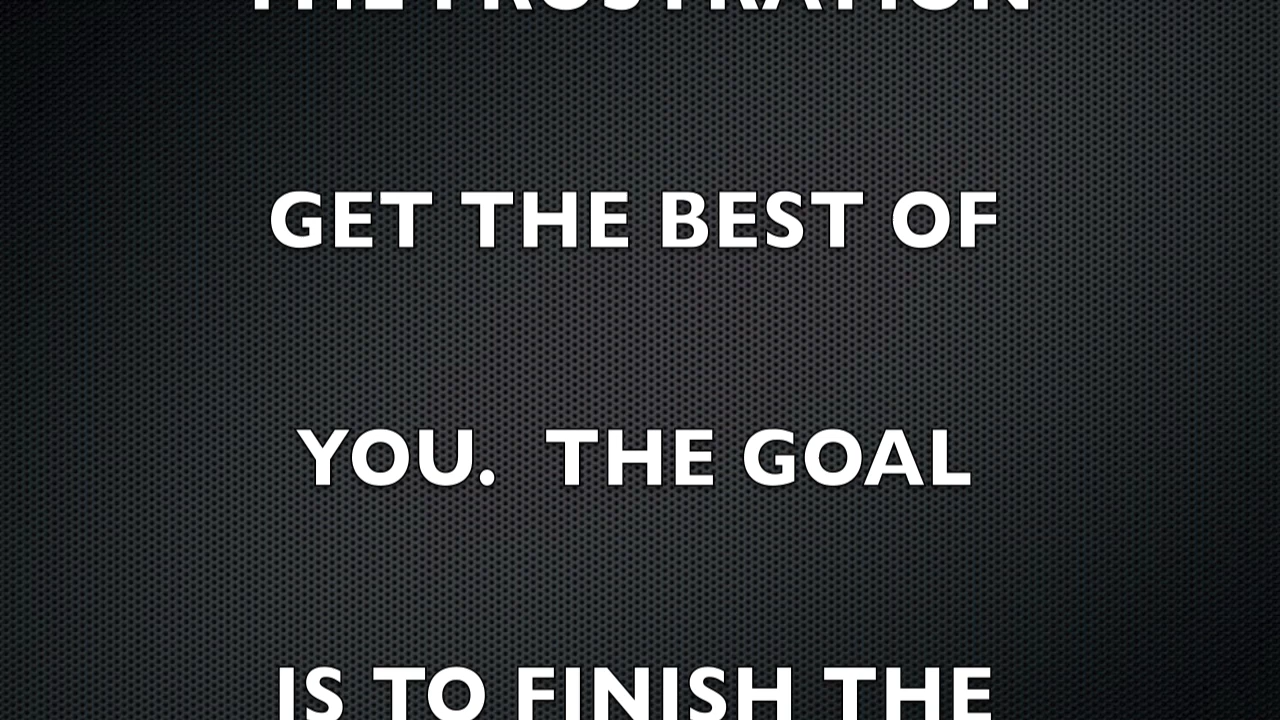 THE FRUSTRATION
GET THE BEST OF
YOU.  THE GOAL
IS TO FINISH THE